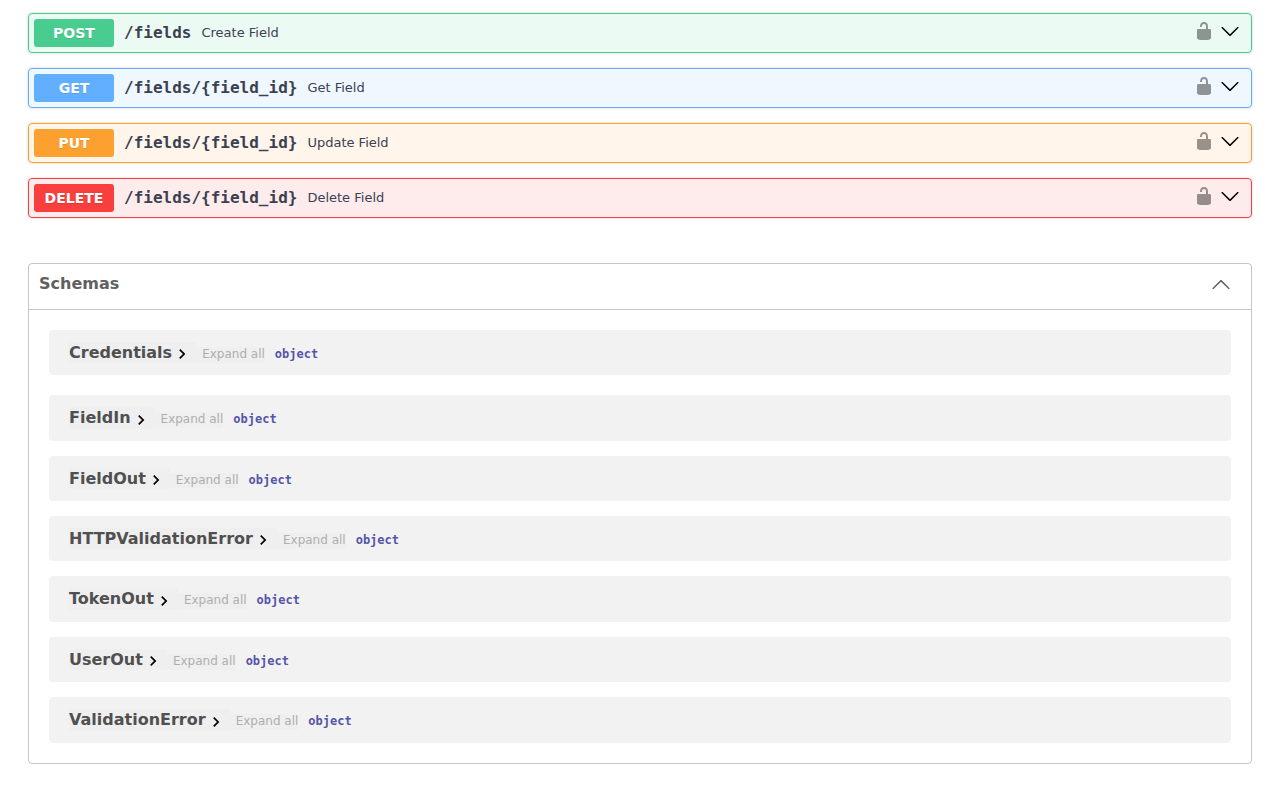 POST /fields Create Field
GET /fields/{field_id} Get Field
PUT /fields/{field_id} Update Field
DELETE /fields/{field_id} Delete Field
Schemas
Credentials Expand all object
FieldIn Expand all object
FieldOut Expand all object
HTTPValidationError Expand all object
TokenOut Expand all object
UserOut Expand all object
ValidationError Expand all object